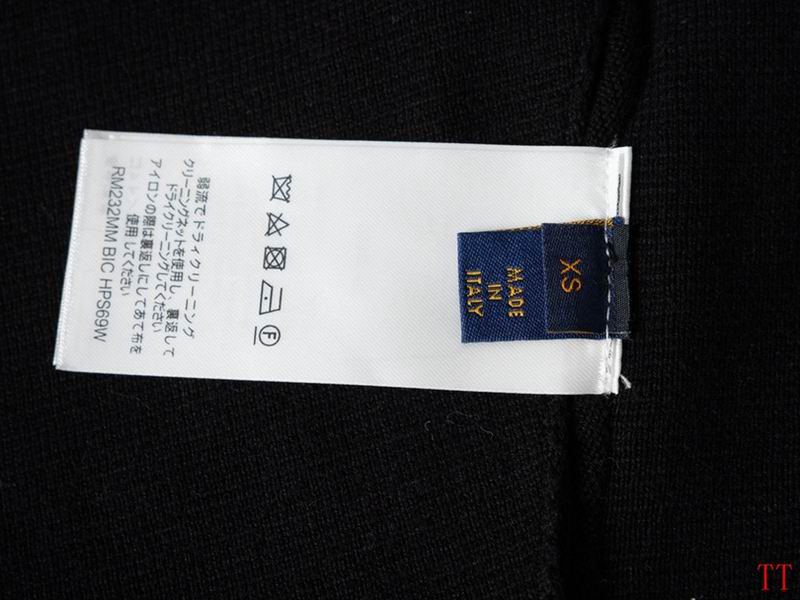 弱流でドライクリーニング
クリーニングネットを使用し、裏返して
ドライクリーニングしてください
アイロンの際は裏返しにしてあて布を
使用してください
RM232MM BIC HPS69W
F
MADE
IN
ITALY
XS
TT